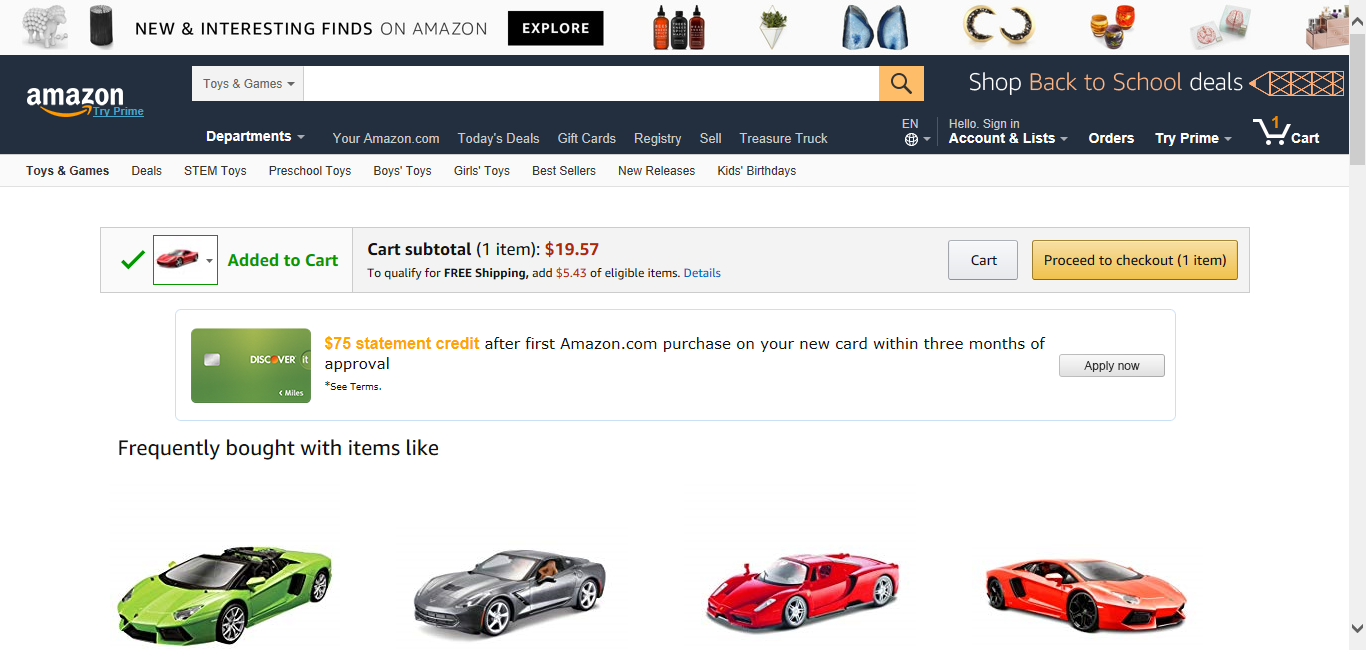 NEW & INTERESTING FINDS ON AMAZON EXPLORE
amazon
Try Prime
Toys & Games
Shop Back to School deals
Departments Your Amazon.com Today's Deals Gift Cards Registry Sell Treasure Truck
EN
Hello. Sign in
Account & Lists
Orders
Try Prime
1
Cart
Toys & Games Deals STEM Toys Preschool Toys Boys' Toys Girls' Toys Best Sellers New Releases Kids' Birthdays
Added to Cart
Cart subtotal (1 item): $19.57
To qualify for FREE Shipping, add $5.43 of eligible items. Details
Cart
Proceed to checkout (1 item)
DISCOVER it
Miles
$75 statement credit after first Amazon.com purchase on your new card within three months of
approval
*See Terms.
Apply now
Frequently bought with items like